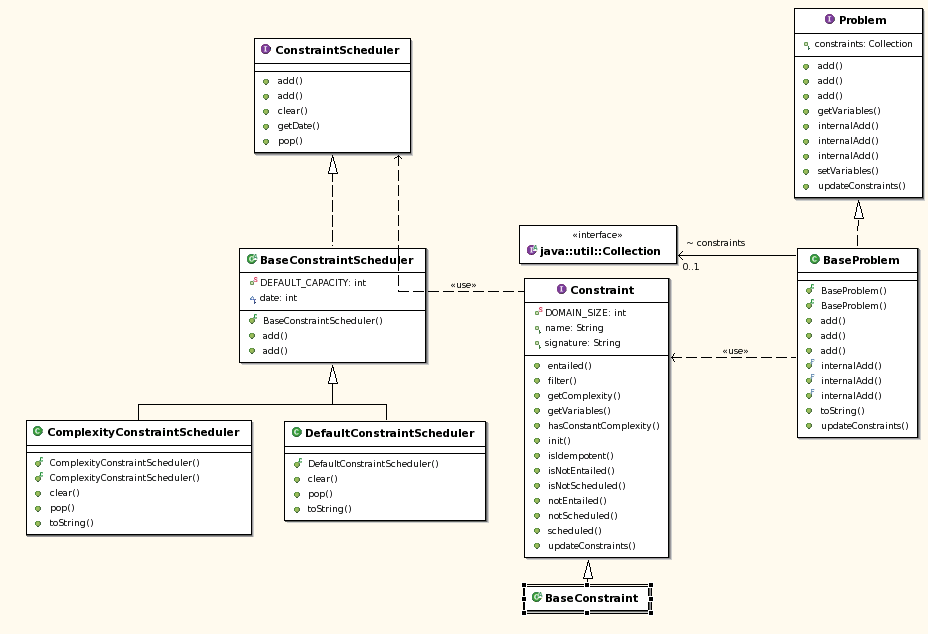 Problem
constraints: Collection
add()
add()
add()
getVariables()
internalAdd()
internalAdd()
internalAdd()
setVariables()
updateConstraints()
ConstraintScheduler
add()
add()
clear()
getDate()
pop()
«interface»
java::util::Collection
~ constraints
0..1
BaseConstraintScheduler
DEFAULT_CAPACITY: int
date: int
BaseConstraintScheduler()
add()
add()
«use»
Constraint
DOMAIN_SIZE: int
name: String
signature: String
entailed()
filter()
getComplexity()
getVariables()
hasConstantComplexity()
init()
isIdempotent()
isNotEntailed()
isNotScheduled()
notEntailed()
notScheduled()
scheduled()
updateConstraints()
«use»
BaseProblem
BaseProblem()
BaseProblem()
add()
add()
add()
internalAdd()
internalAdd()
internalAdd()
toString()
updateConstraints()
ComplexityConstraintScheduler
ComplexityConstraintScheduler()
ComplexityConstraintScheduler()
clear()
pop()
toString()
DefaultConstraintScheduler
DefaultConstraintScheduler()
clear()
pop()
toString()
BaseConstraint